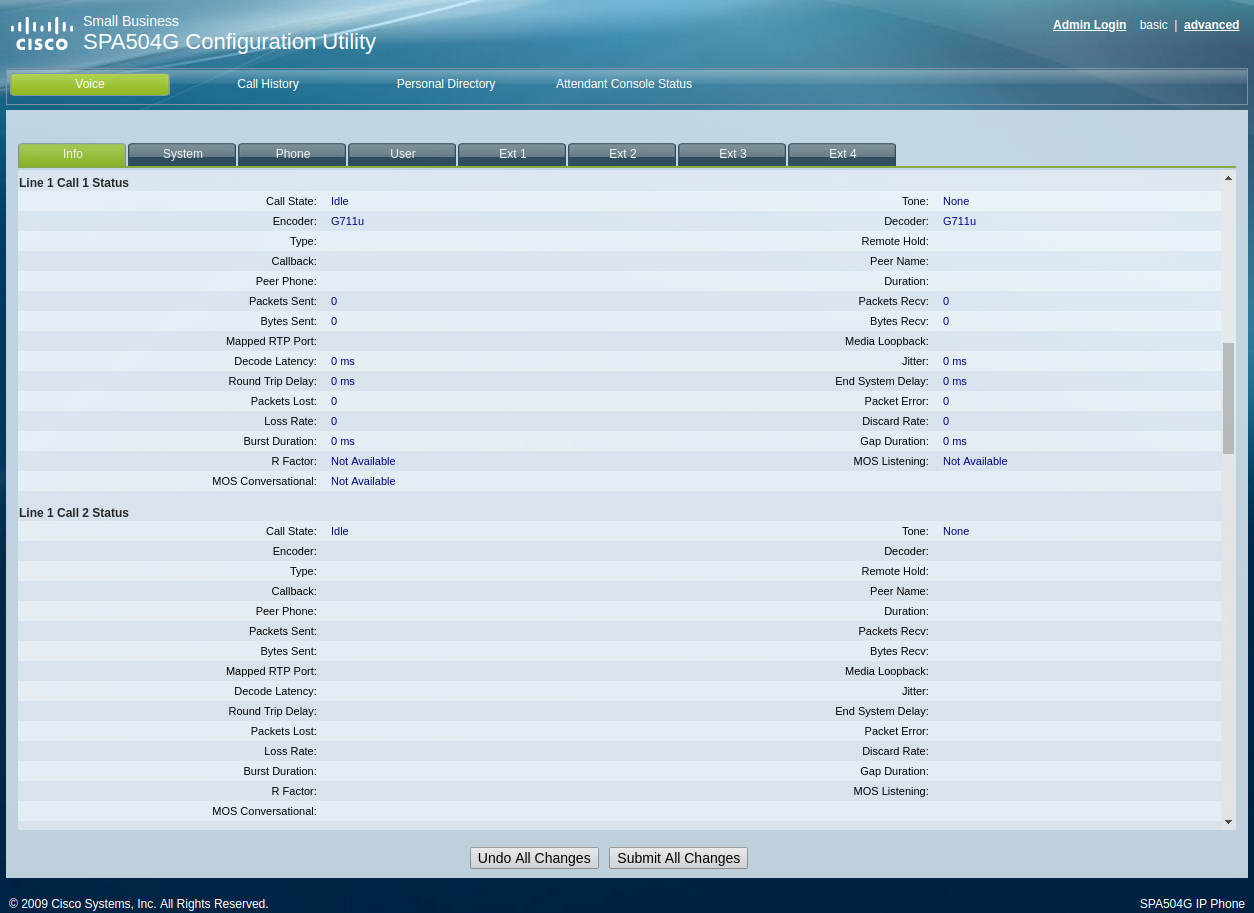 Small Business
Admin Login basic | advanced
CISCO SPA504G Configuration Utility
Voice Call History Personal Directory Attendant Console Status
Info System Phone User Ext 1 Ext 2 Ext 3 Ext 4
Line 1 Call 1 Status
Call State: Idle Tone: None
Encoder: G711u Decoder: G711u
Type: Remote Hold:
Callback: Peer Name:
Peer Phone: Duration:
Packets Sent: 0 Packets Recv: 0
Bytes Sent: 0 Bytes Recv: 0
Mapped RTP Port: Media Loopback:
Decode Latency: 0 ms Jitter: 0 ms
Round Trip Delay: 0 ms End System Delay: 0 ms
Packets Lost: 0 Packet Error: 0
Loss Rate: 0 Discard Rate: 0
Burst Duration: 0 ms Gap Duration: 0 ms
R Factor: Not Available MOS Listening: Not Available
MOS Conversational: Not Available
Line 1 Call 2 Status
Call State: Idle Tone: None
Encoder: Decoder:
Type: Remote Hold:
Callback: Peer Name:
Peer Phone: Duration:
Packets Sent: Packets Recv:
Bytes Sent: Bytes Recv:
Mapped RTP Port: Media Loopback:
Decode Latency: Jitter:
Round Trip Delay: End System Delay:
Packets Lost: Packet Error:
Loss Rate: Discard Rate:
Burst Duration: Gap Duration:
R Factor: MOS Listening:
MOS Conversational:
Undo All Changes Submit All Changes
© 2009 Cisco Systems, Inc. All Rights Reserved. SPA504G IP Phone